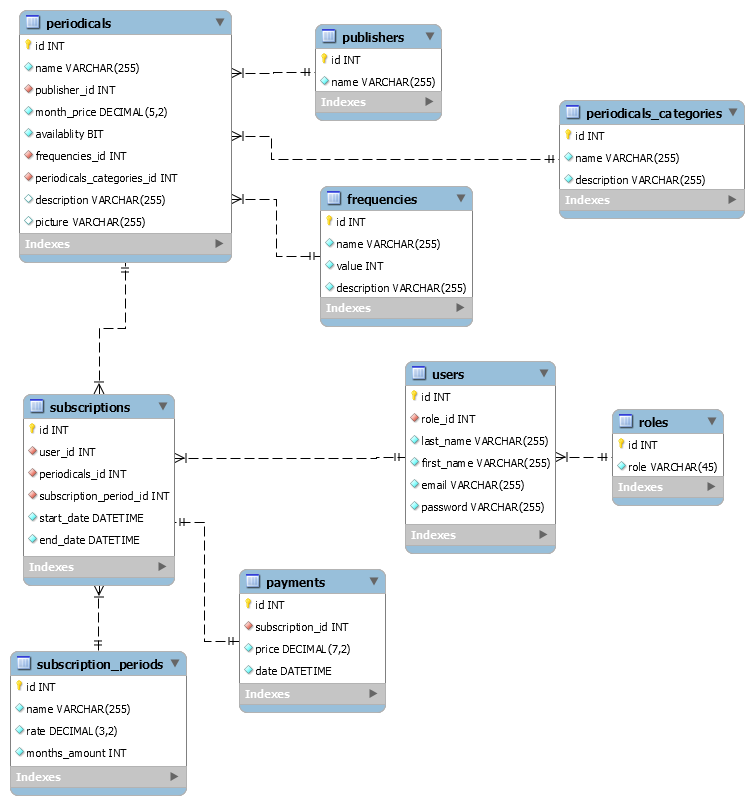 periodicals
id INT
name VARCHAR(255)
publisher_id INT
month_price DECIMAL(5,2)
availablity BIT
frequencies_id INT
periodicals_categories_id INT
description VARCHAR(255)
picture VARCHAR(255)
Indexes
publishers
id INT
name VARCHAR(255)
Indexes
periodicals_categories
id INT
name VARCHAR(255)
description VARCHAR(255)
Indexes
frequencies
id INT
name VARCHAR(255)
value INT
description VARCHAR(255)
Indexes
subscriptions
id INT
user_id INT
periodicals_id INT
subscription_period_id INT
start_date DATETIME
end_date DATETIME
Indexes
users
id INT
role_id INT
last_name VARCHAR(255)
first_name VARCHAR(255)
email VARCHAR(255)
password VARCHAR(255)
Indexes
roles
id INT
role VARCHAR(45)
Indexes
payments
id INT
subscription_id INT
price DECIMAL(7,2)
date DATETIME
Indexes
subscription_periods
id INT
name VARCHAR(255)
rate DECIMAL(3,2)
months_amount INT
Indexes